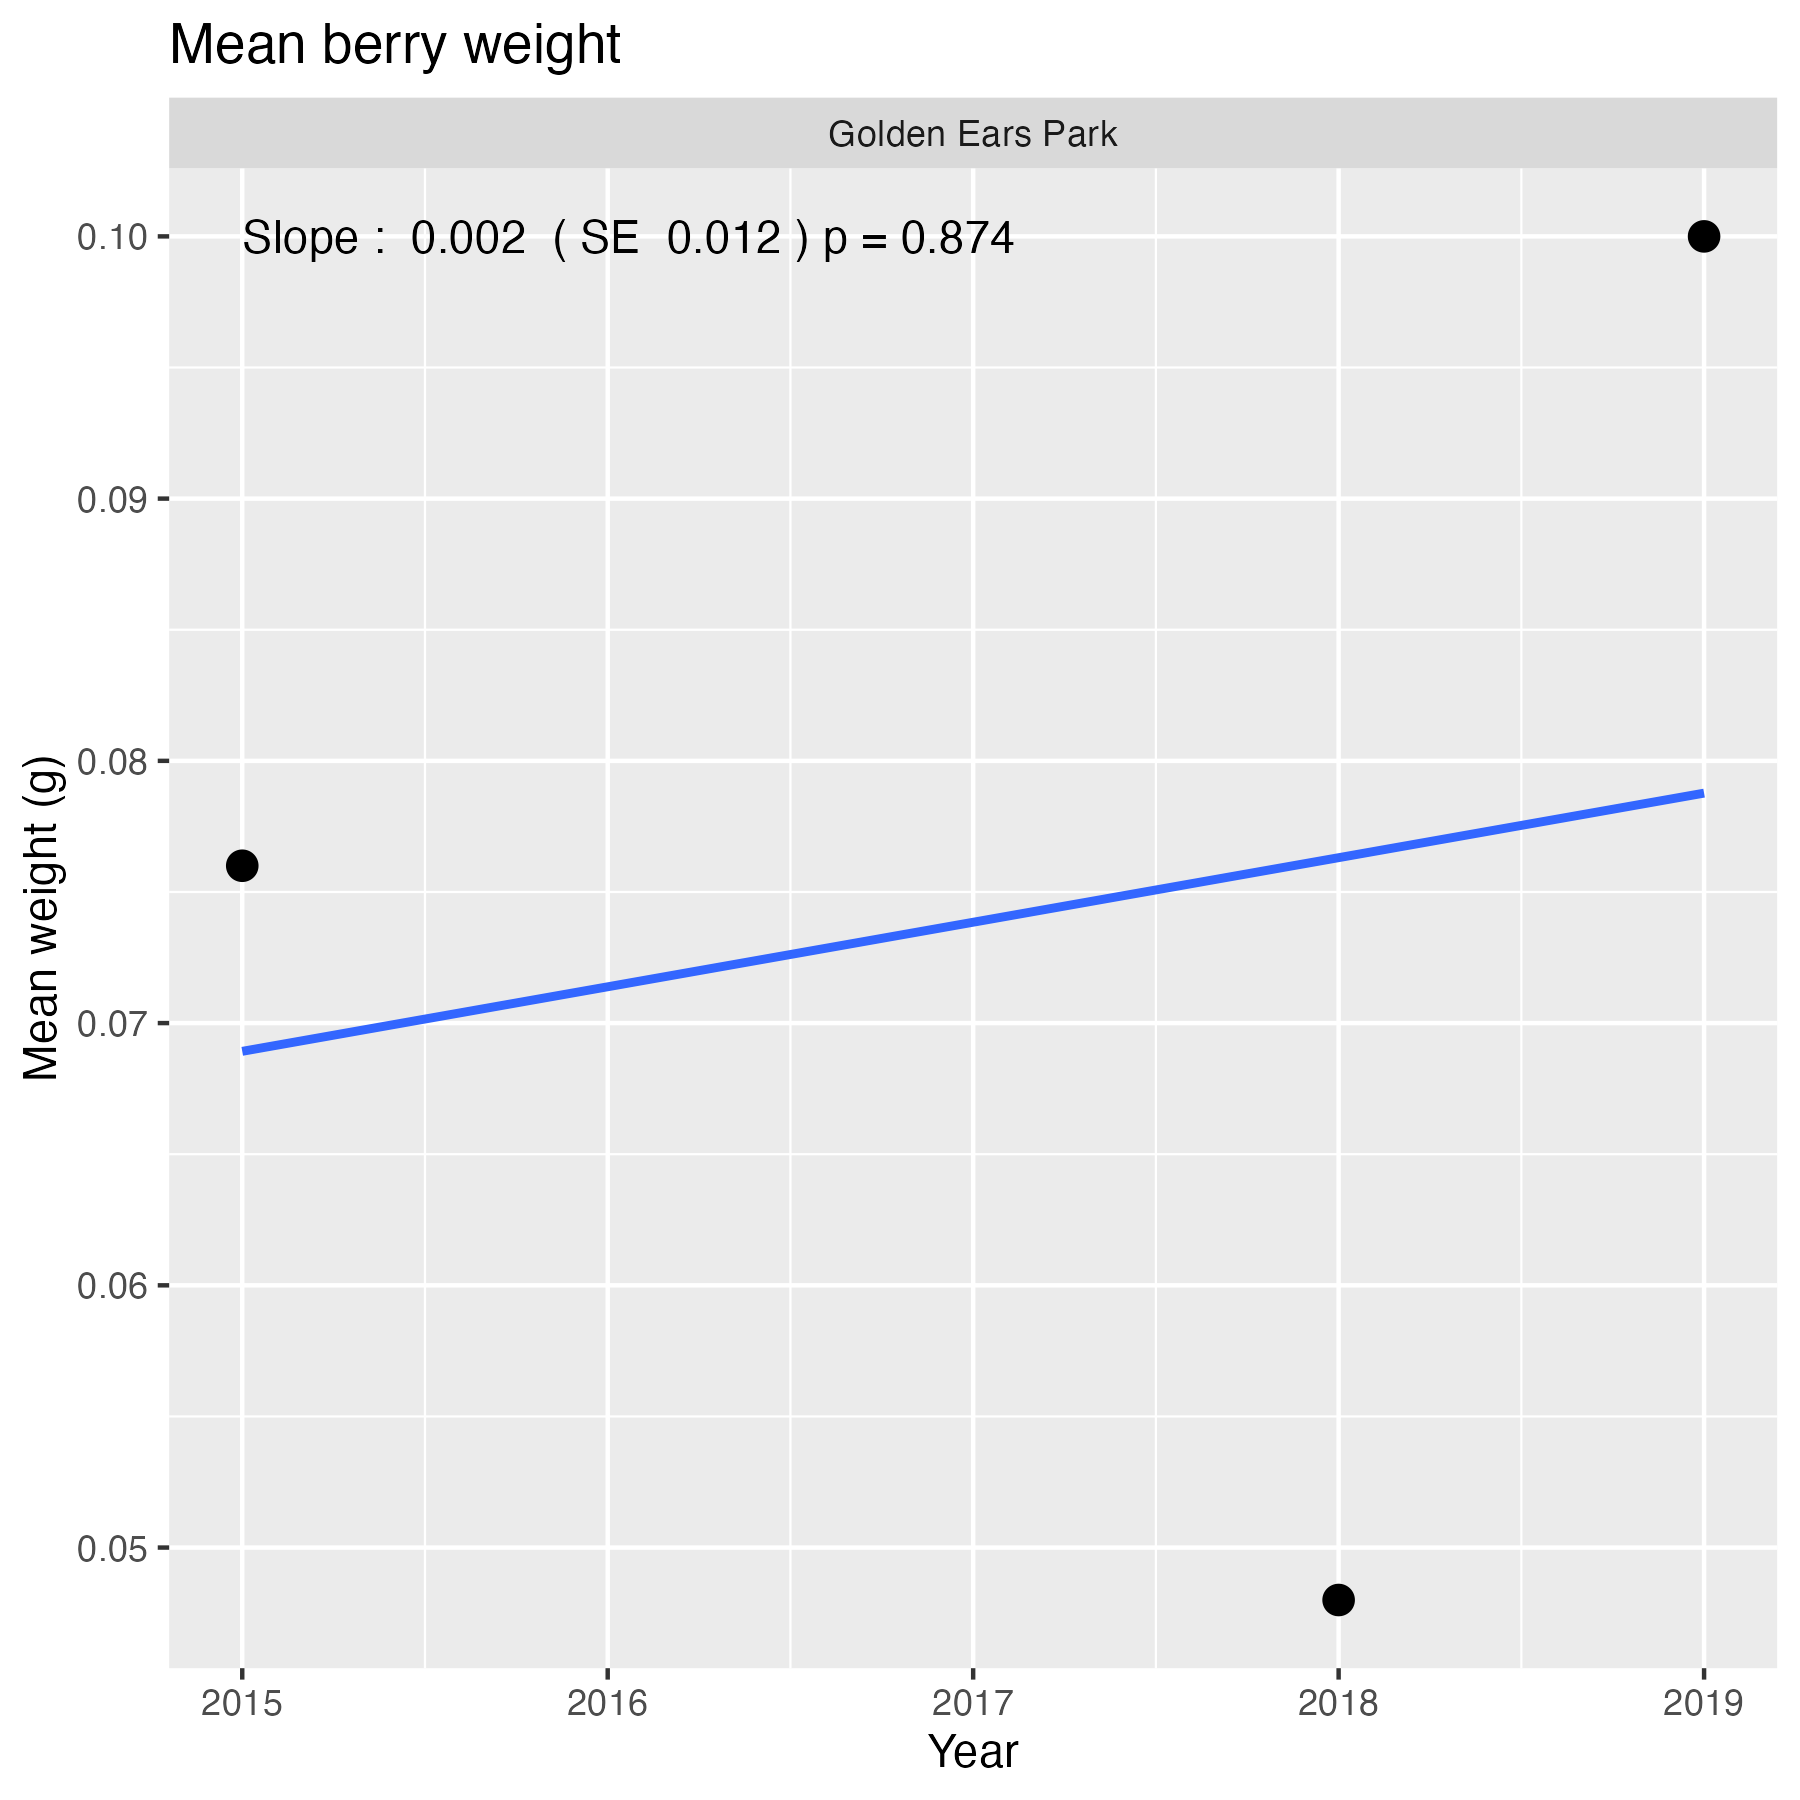 Mean berry weight
Golden Ears Park
Slope :  0.002  ( SE  0.012 ) p = 0.874
0.10
0.09
0.08
0.07
0.06
0.05
Mean weight (g)
2015 2016 2017 2018 2019
Year